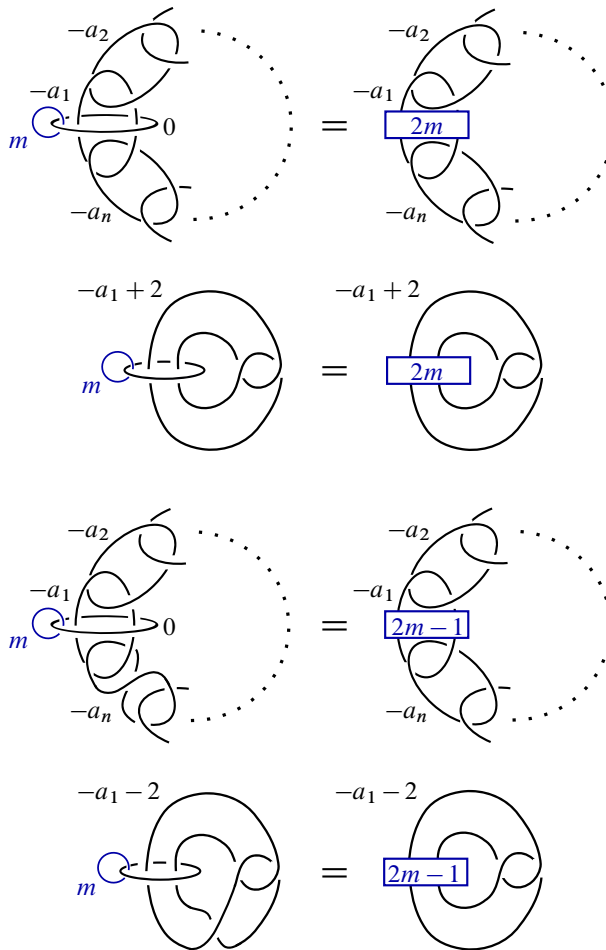 −a₂ −a₂
−a₁ −a₁
m 0 = 2m
−aₙ −aₙ
−a₁ + 2 −a₁ + 2
m = 2m
−a₂ −a₂
−a₁ −a₁
m 0 = 2m − 1
−aₙ −aₙ
−a₁ − 2 −a₁ − 2
m = 2m − 1